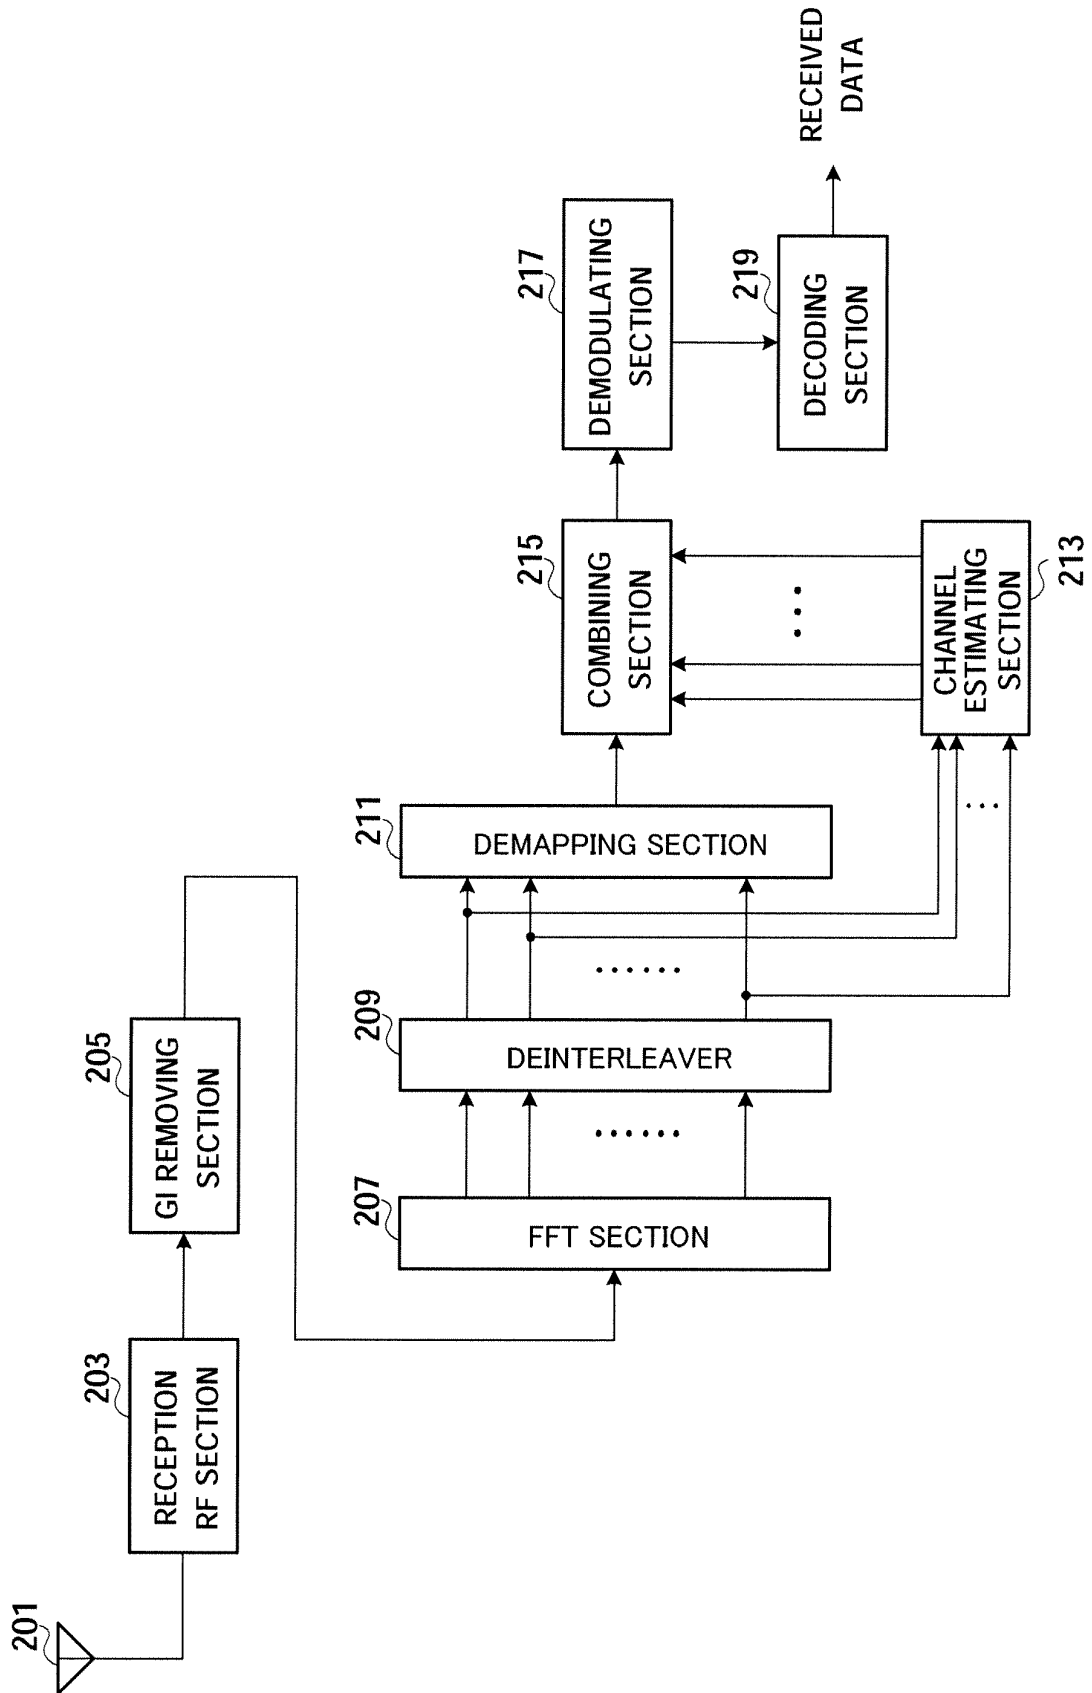 201
203
RECEPTION
RF SECTION
205
GI REMOVING
SECTION
207
FFT SECTION
209
DEINTERLEAVER
211
DEMAPPING SECTION
213
CHANNEL
ESTIMATING
SECTION
215
COMBINING
SECTION
217
DEMODULATING
SECTION
219
DECODING
SECTION
RECEIVED
DATA